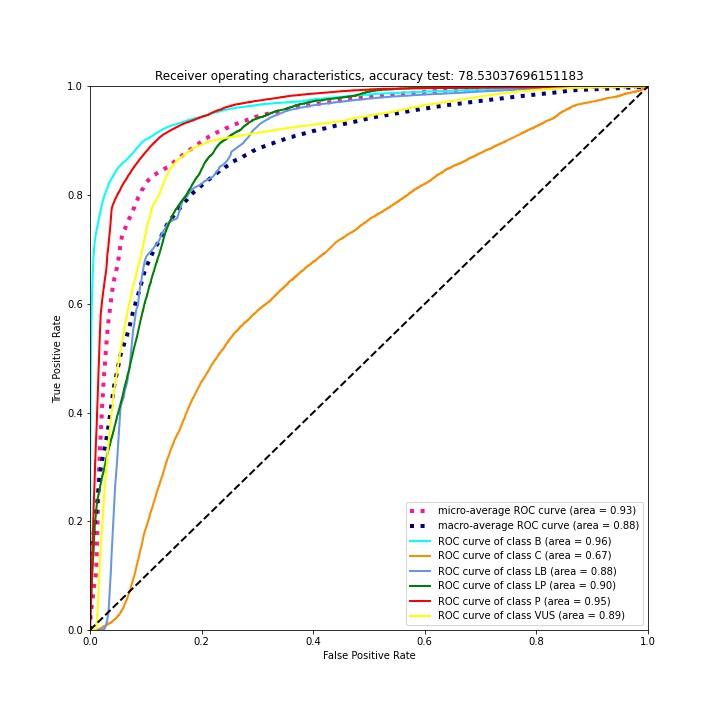 Receiver operating characteristics, accuracy test: 78.53037696151183
1.0
0.8
0.6
0.4
0.2
0.0
True Positive Rate
micro-average ROC curve (area = 0.93)
macro-average ROC curve (area = 0.88)
ROC curve of class B (area = 0.96)
ROC curve of class C (area = 0.67)
ROC curve of class LB (area = 0.88)
ROC curve of class LP (area = 0.90)
ROC curve of class P (area = 0.95)
ROC curve of class VUS (area = 0.89)
0.0 0.2 0.4 0.6 0.8 1.0
False Positive Rate